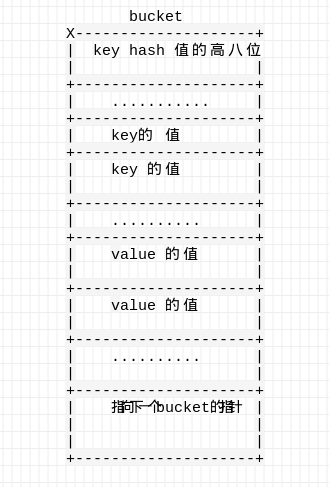 bucket
key hash 值的高八位
...........
key的 值
key 的值
..........
value 的值
value 的值
..........
指向下一个bucket的指针